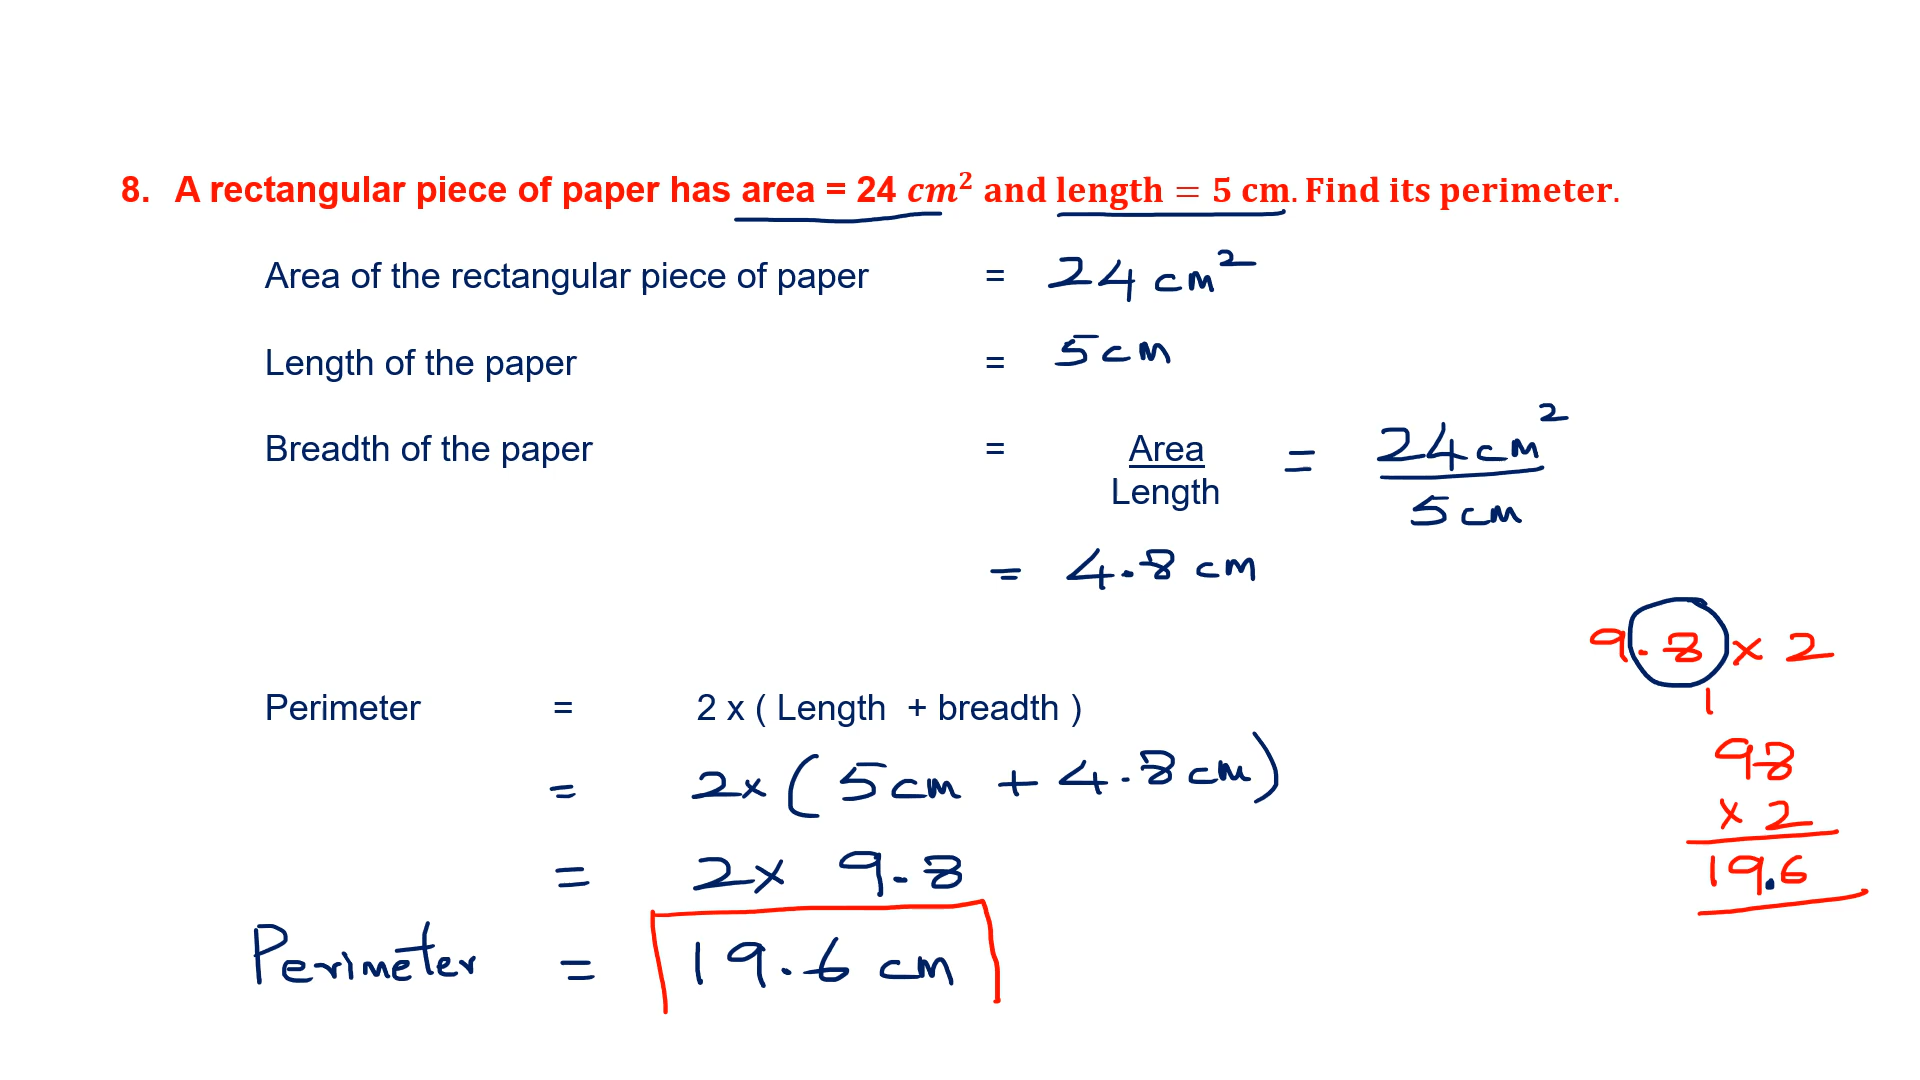 8. A rectangular piece of paper has area = 24 cm² and length = 5 cm. Find its perimeter.
Area of the rectangular piece of paper = 24 cm²
Length of the paper = 5cm
Breadth of the paper = Area = 24cm²
Length 5cm
= 4.8 cm
9.8 x 2
Perimeter = 2 x ( Length + breadth )
= 2x (5cm + 4.8cm)
= 2x 9.8
Perimeter = 19.6 cm
1
98
x 2
19.6